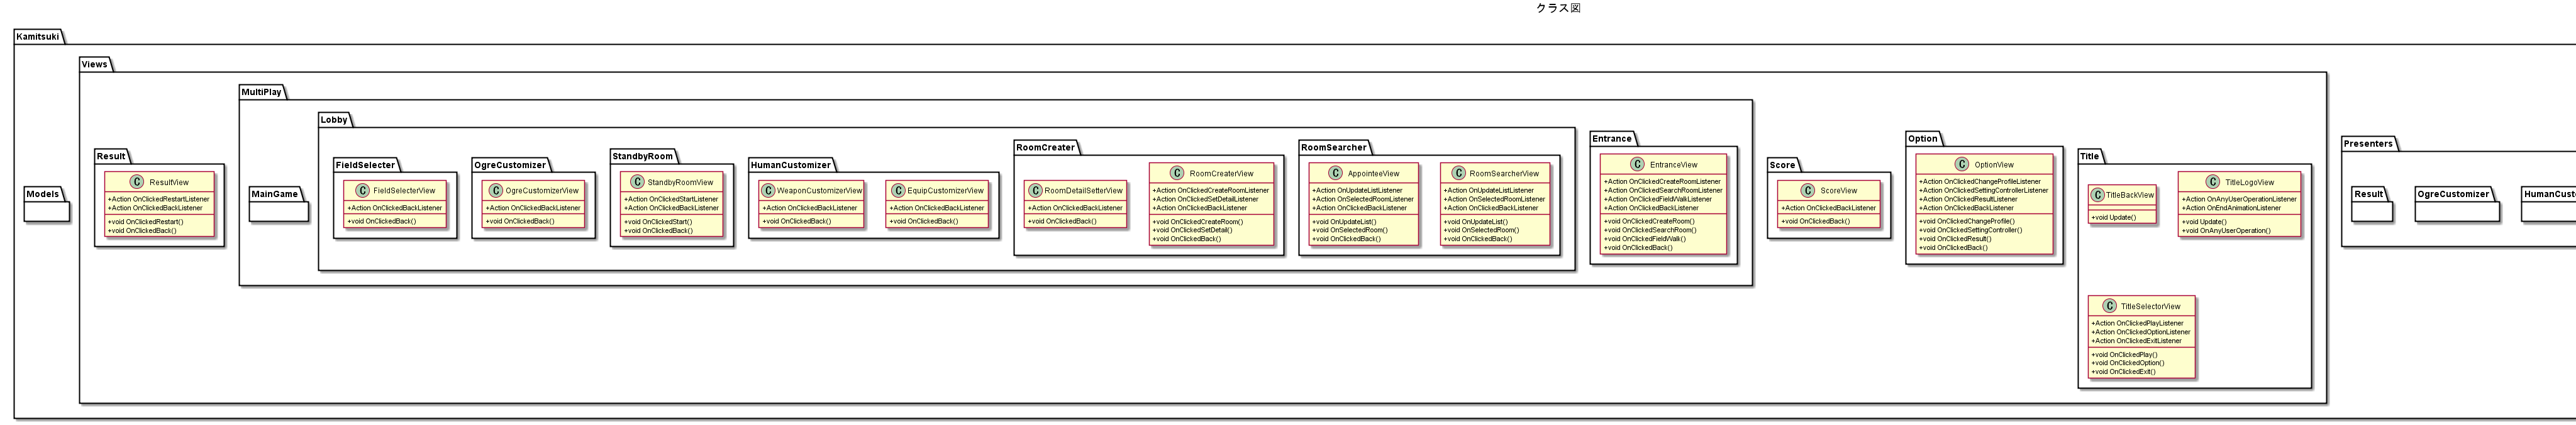 クラス図
Kamitsuki
Models
Views
Result
ResultView
+Action OnClickedRestartListener
+Action OnClickedBackListener
+void OnClickedRestart()
+void OnClickedBack()
MultiPlay
MainGame
Lobby
FieldSelecter
FieldSelecterView
+Action OnClickedBackListener
+void OnClickedBack()
OgreCustomizer
OgreCustomizerView
+Action OnClickedBackListener
+void OnClickedBack()
StandbyRoom
StandbyRoomView
+Action OnClickedStartListener
+Action OnClickedBackListener
+void OnClickedStart()
+void OnClickedBack()
HumanCustomizer
WeaponCustomizerView
+Action OnClickedBackListener
+void OnClickedBack()
EquipCustomizerView
+Action OnClickedBackListener
+void OnClickedBack()
RoomCreater
RoomDetailSetterView
+Action OnClickedBackListener
+void OnClickedBack()
RoomCreaterView
+Action OnClickedCreateRoomListener
+Action OnClickedSetDetailListener
+Action OnClickedBackListener
+void OnClickedCreateRoom()
+void OnClickedSetDetail()
+void OnClickedBack()
RoomSearcher
AppointeeView
+Action OnUpdateListListener
+Action OnSelectedRoomListener
+Action OnClickedBackListener
+void OnUpdateList()
+void OnSelectedRoom()
+void OnClickedBack()
RoomSearcherView
+Action OnUpdateListListener
+Action OnSelectedRoomListener
+Action OnClickedBackListener
+void OnUpdateList()
+void OnSelectedRoom()
+void OnClickedBack()
Entrance
EntranceView
+Action OnClickedCreateRoomListener
+Action OnClickedSearchRoomListener
+Action OnClickedFieldWalkListener
+Action OnClickedBackListener
+void OnClickedCreateRoom()
+void OnClickedSearchRoom()
+void OnClickedFieldWalk()
+void OnClickedBack()
Score
ScoreView
+Action OnClickedBackListener
+void OnClickedBack()
Option
OptionView
+Action OnClickedChangeProfileListener
+Action OnClickedSettingControllerListener
+Action OnClickedResultListener
+Action OnClickedBackListener
+void OnClickedChangeProfile()
+void OnClickedSettingController()
+void OnClickedResult()
+void OnClickedBack()
Title
TitleBackView
+void Update()
TitleLogoView
+Action OnAnyUserOperationListener
+Action OnEndAnimationListener
+void Update()
+void OnAnyUserOperation()
TitleSelectorView
+Action OnClickedPlayListener
+Action OnClickedOptionListener
+Action OnClickedExitListener
+void OnClickedPlay()
+void OnClickedOption()
+void OnClickedExit()
Presenters
Result
OgreCustomizer